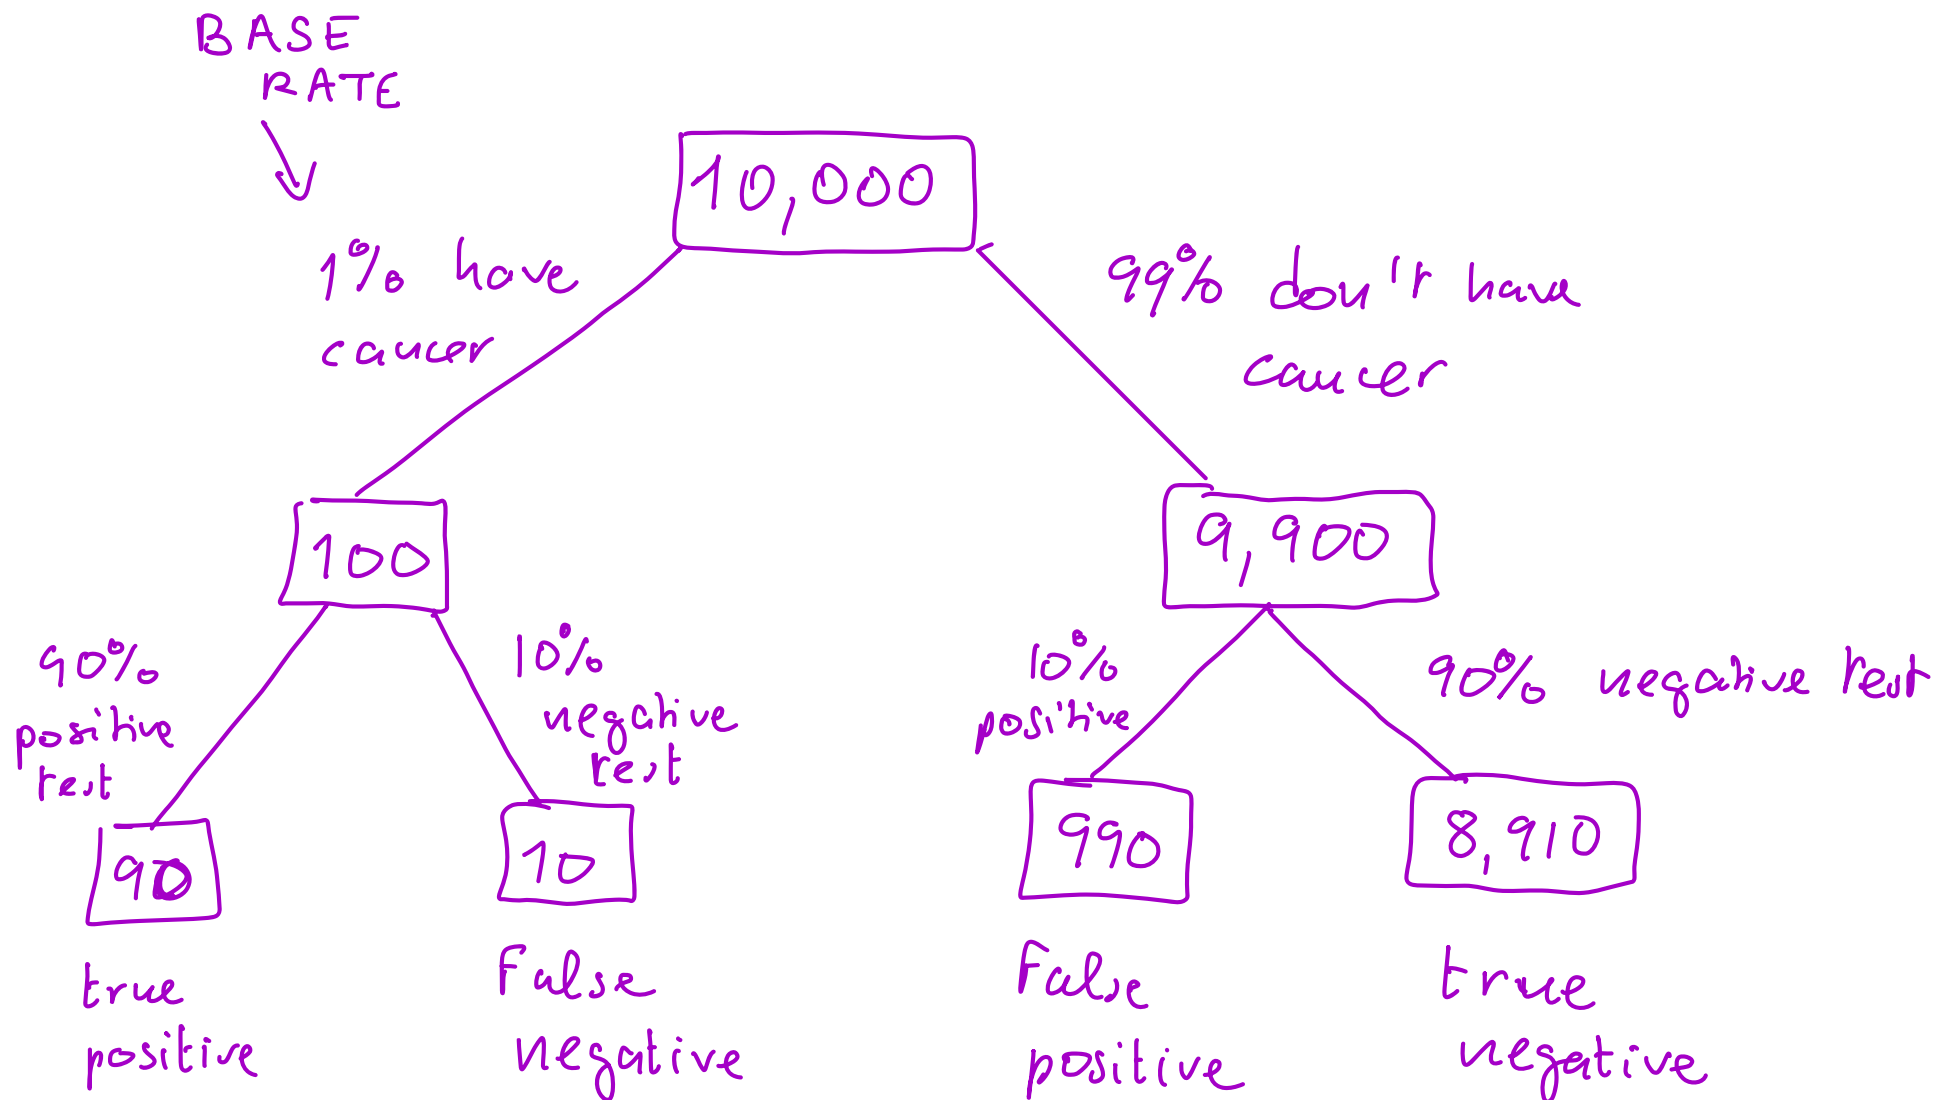 BASE
RATE
10,000
1% have
cancer
99% don't have
cancer
100
9,900
90%
positive
test
10%
negative
test
10%
positive
90% negative test
90
10
990
8,910
true
positive
False
negative
False
positive
true
negative